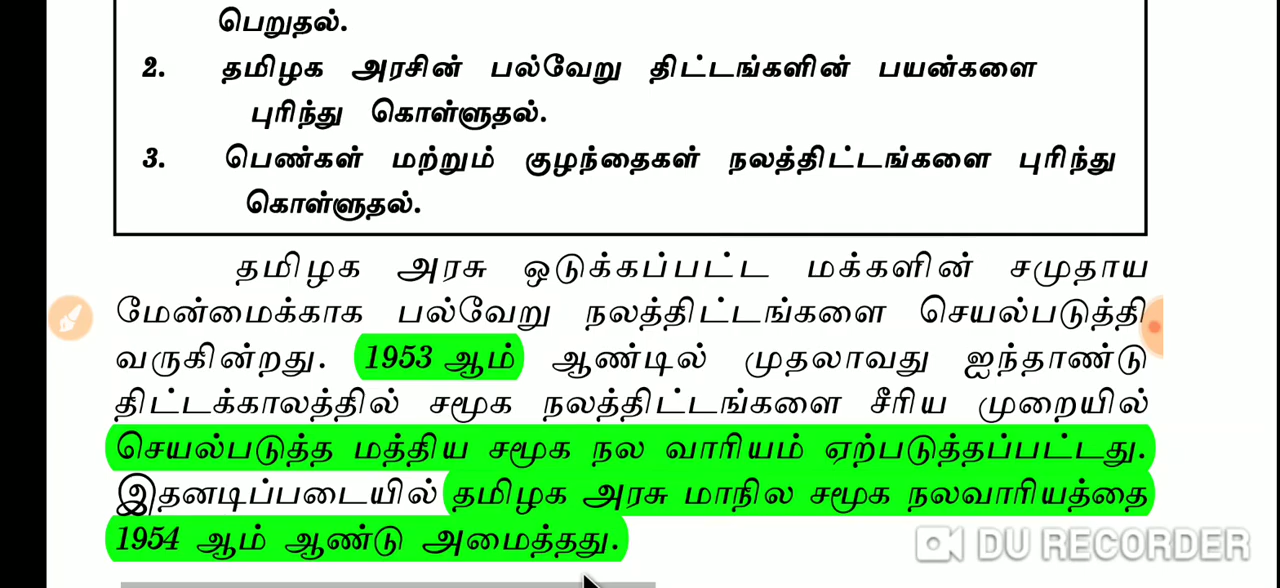 பெறுதல்.
2. தமிழக அரசின் பல்வேறு திட்டங்களின் பயன்களை
புரிந்து கொள்ளுதல்.
3. பெண்கள் மற்றும் குழந்தைகள் நலத்திட்டங்களை புரிந்து
கொள்ளுதல்.
தமிழக அரசு ஒடுக்கப்பட்ட மக்களின் சமுதாய
மேன்மைக்காக பல்வேறு நலத்திட்டங்களை செயல்படுத்தி
வருகின்றது. 1953 ஆம் ஆண்டில் முதலாவது ஐந்தாண்டு
திட்டக்காலத்தில் சமூக நலத்திட்டங்களை சீரிய முறையில்
செயல்படுத்த மத்திய சமூக நல வாரியம் ஏற்படுத்தப்பட்டது.
இதனடிப்படையில் தமிழக அரசு மாநில சமூக நலவாரியத்தை
1954 ஆம் ஆண்டு அமைத்தது.
DU RECORDER